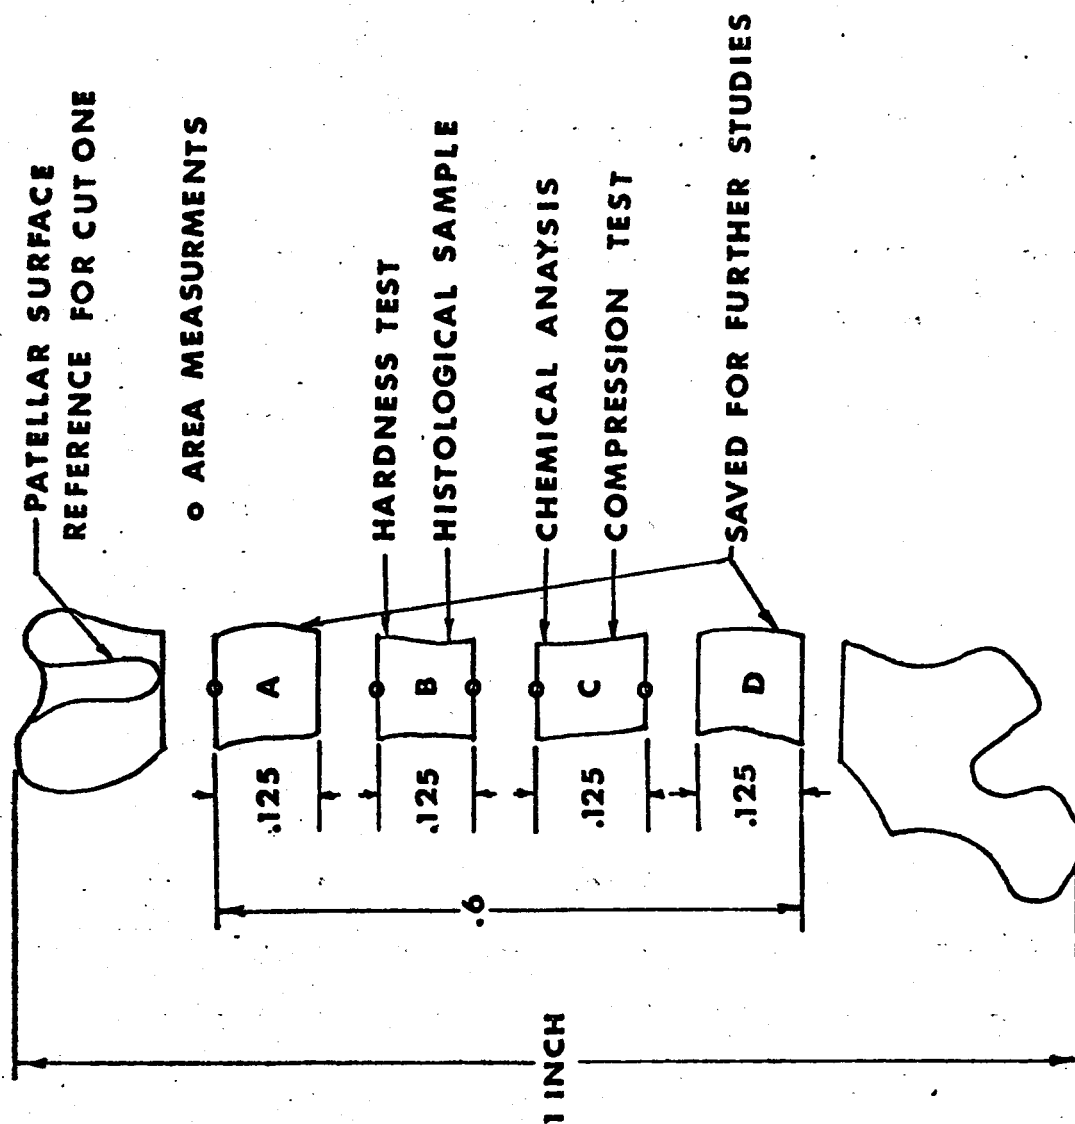 PATELLAR SURFACE
REFERENCE FOR CUT ONE
o AREA MEASURMENTS
HARDNESS TEST
HISTOLOGICAL SAMPLE
CHEMICAL ANAYSIS
COMPRESSION TEST
SAVED FOR FURTHER STUDIES
A
B
C
D
.125
.125
.125
.125
.6
1 INCH